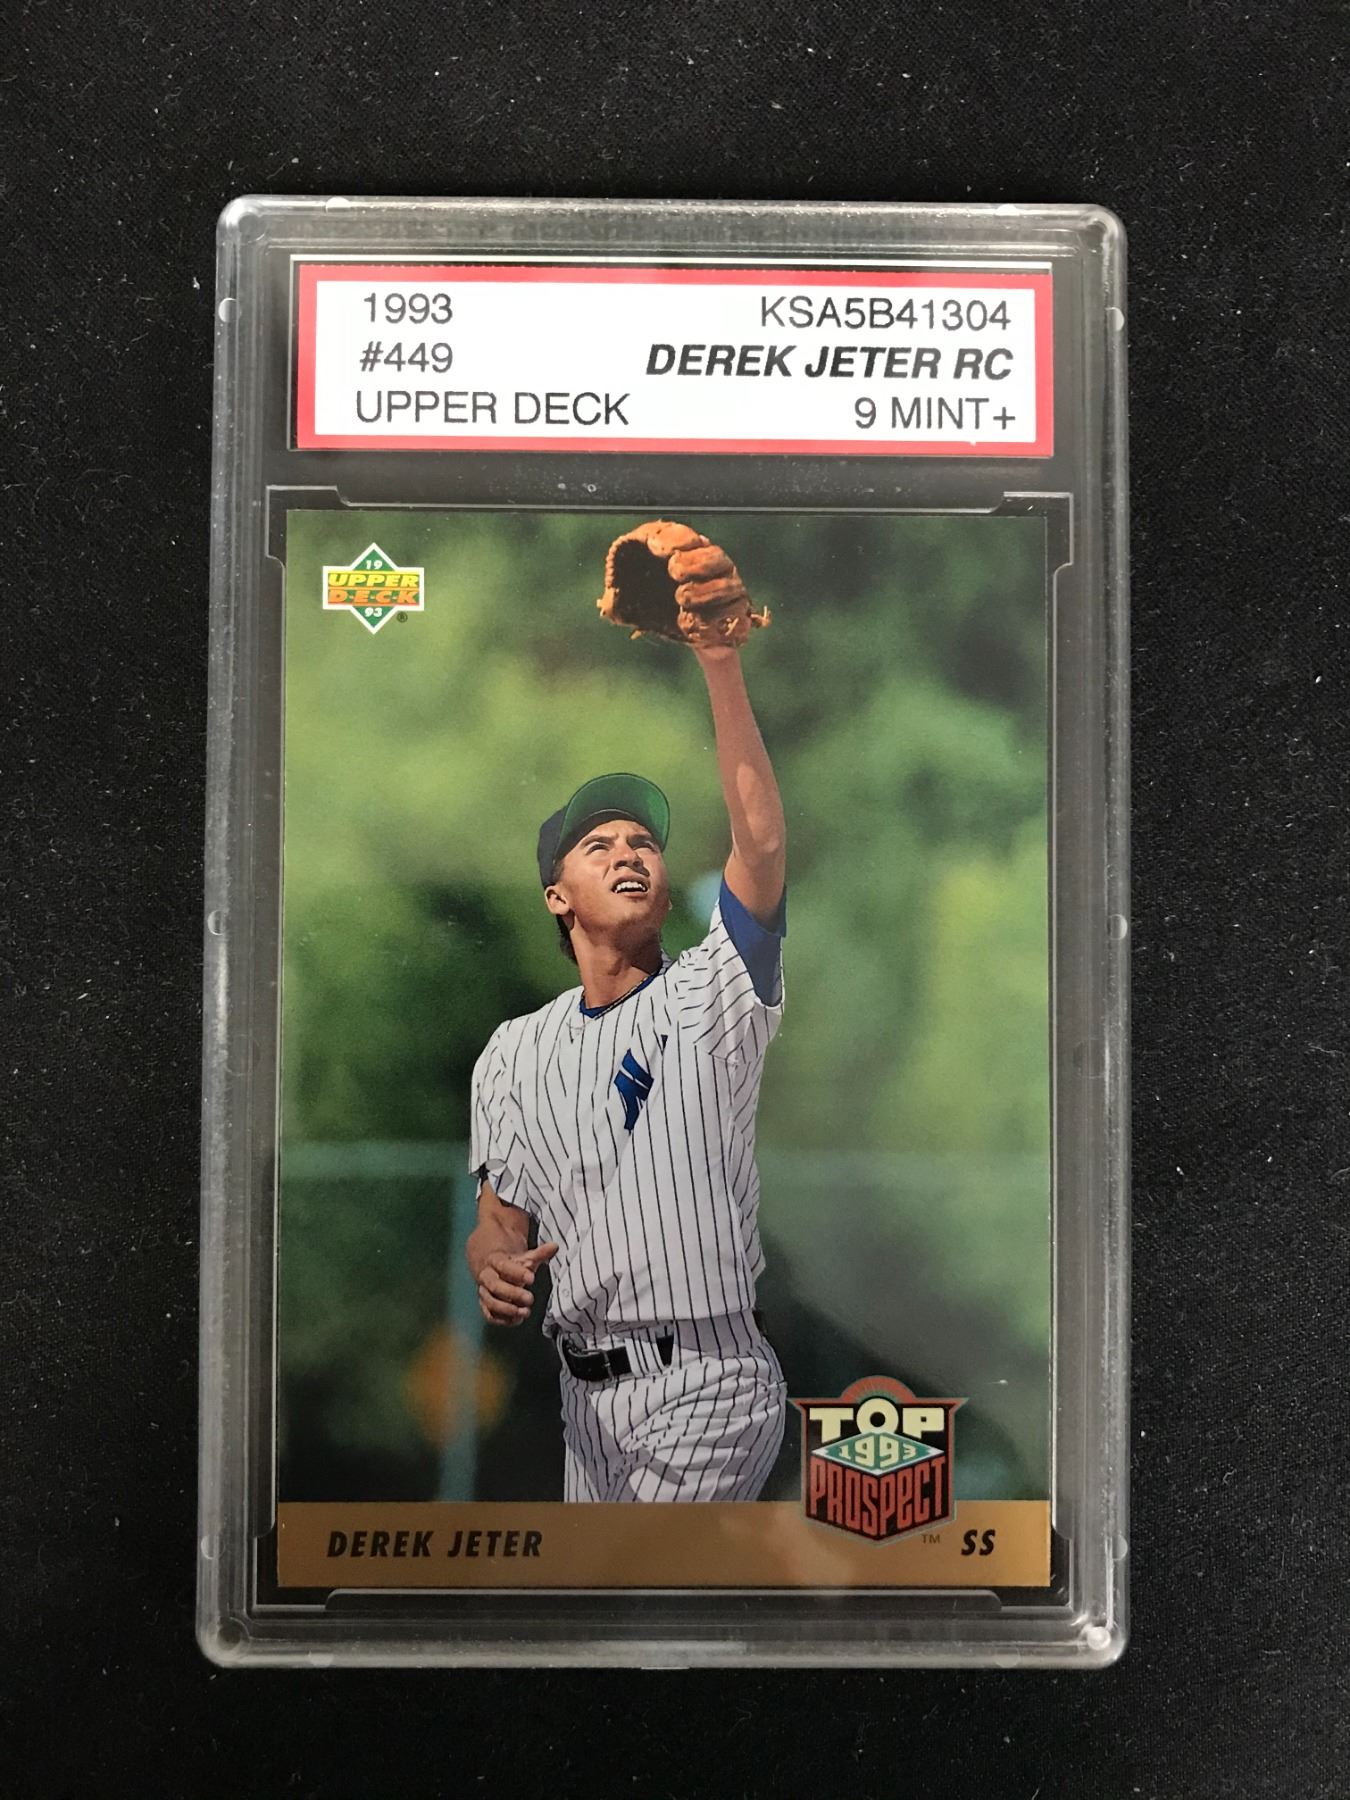 1993 KSA5B41304
#449 DEREK JETER RC
UPPER DECK 9 MINT+
19
UPPER
D·E·C·K
93 ®
N
TOP
1993
PROSPECT
TM
DEREK JETER SS